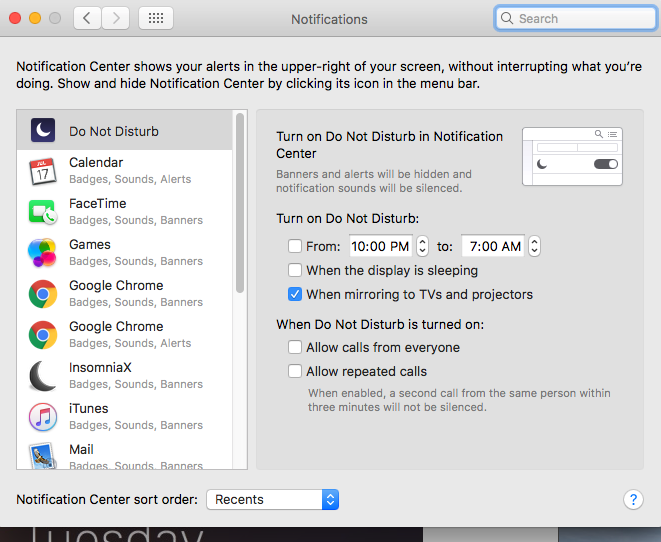 Notifications
Search
Notification Center shows your alerts in the upper-right of your screen, without interrupting what you're
doing. Show and hide Notification Center by clicking its icon in the menu bar.
Do Not Disturb
Calendar
Badges, Sounds, Alerts
JUL
17
FaceTime
Badges, Sounds, Banners
Games
Badges, Sounds, Banners
Google Chrome
Badges, Sounds, Banners
Google Chrome
Badges, Sounds, Alerts
InsomniaX
Badges, Sounds, Banners
iTunes
Badges, Sounds, Banners
Mail
Badges, Sounds, Banners
Turn on Do Not Disturb in Notification
Center
Banners and alerts will be hidden and
notification sounds will be silenced.
Turn on Do Not Disturb:
From: 10:00 PM to: 7:00 AM
When the display is sleeping
When mirroring to TVs and projectors
When Do Not Disturb is turned on:
Allow calls from everyone
Allow repeated calls
When enabled, a second call from the same person within
three minutes will not be silenced.
Notification Center sort order: Recents
?
Tuesday